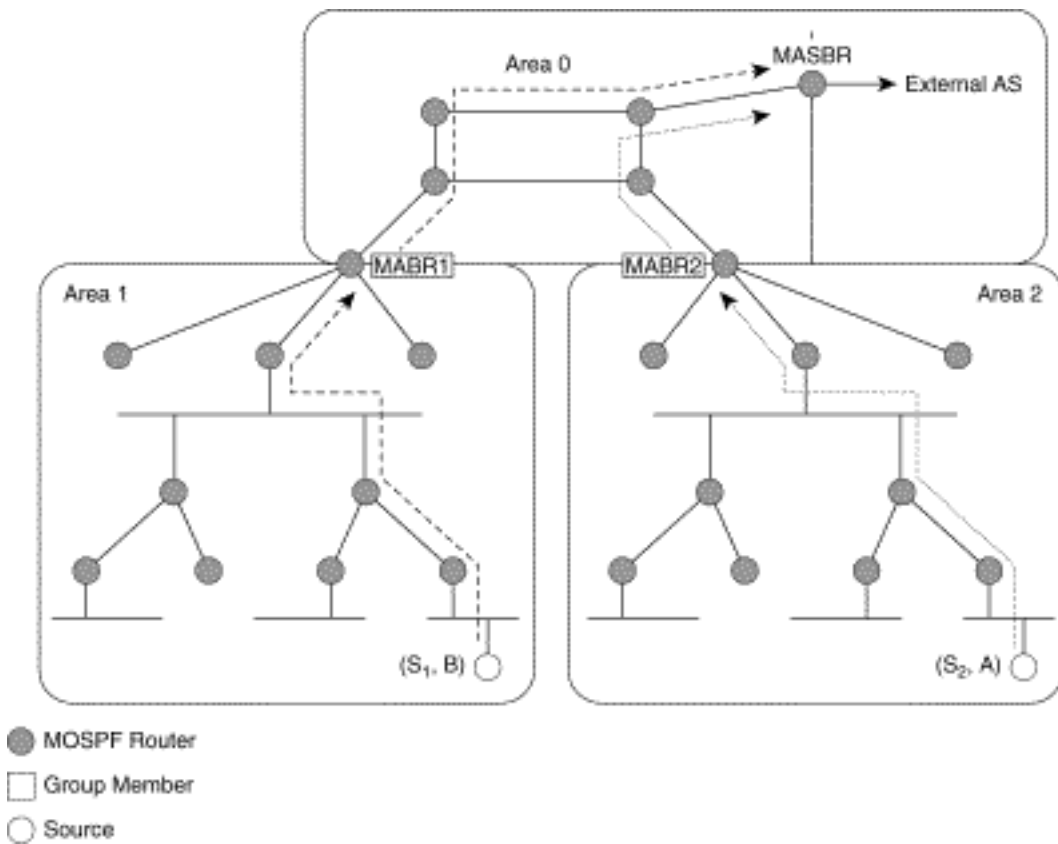 MASBR
Area 0
External AS
MABR1
MABR2
Area 1
Area 2
(S1, B)
(S2, A)
MOSPF Router
Group Member
Source